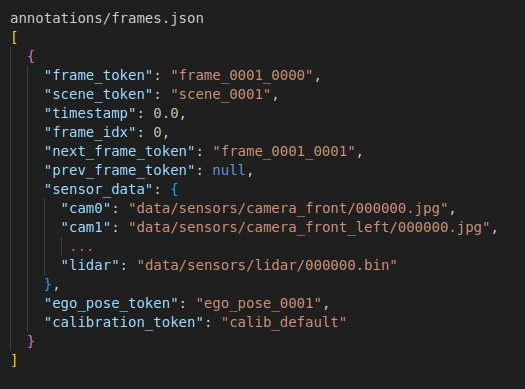 annotations/frames.json
[
  {
    "frame_token": "frame_0001_0000",
    "scene_token": "scene_0001",
    "timestamp": 0.0,
    "frame_idx": 0,
    "next_frame_token": "frame_0001_0001",
    "prev_frame_token": null,
    "sensor_data": {
      "cam0": "data/sensors/camera_front/000000.jpg",
      "cam1": "data/sensors/camera_front_left/000000.jpg",
       ...
      "lidar": "data/sensors/lidar/000000.bin"
    },
    "ego_pose_token": "ego_pose_0001",
    "calibration_token": "calib_default"
  }
]